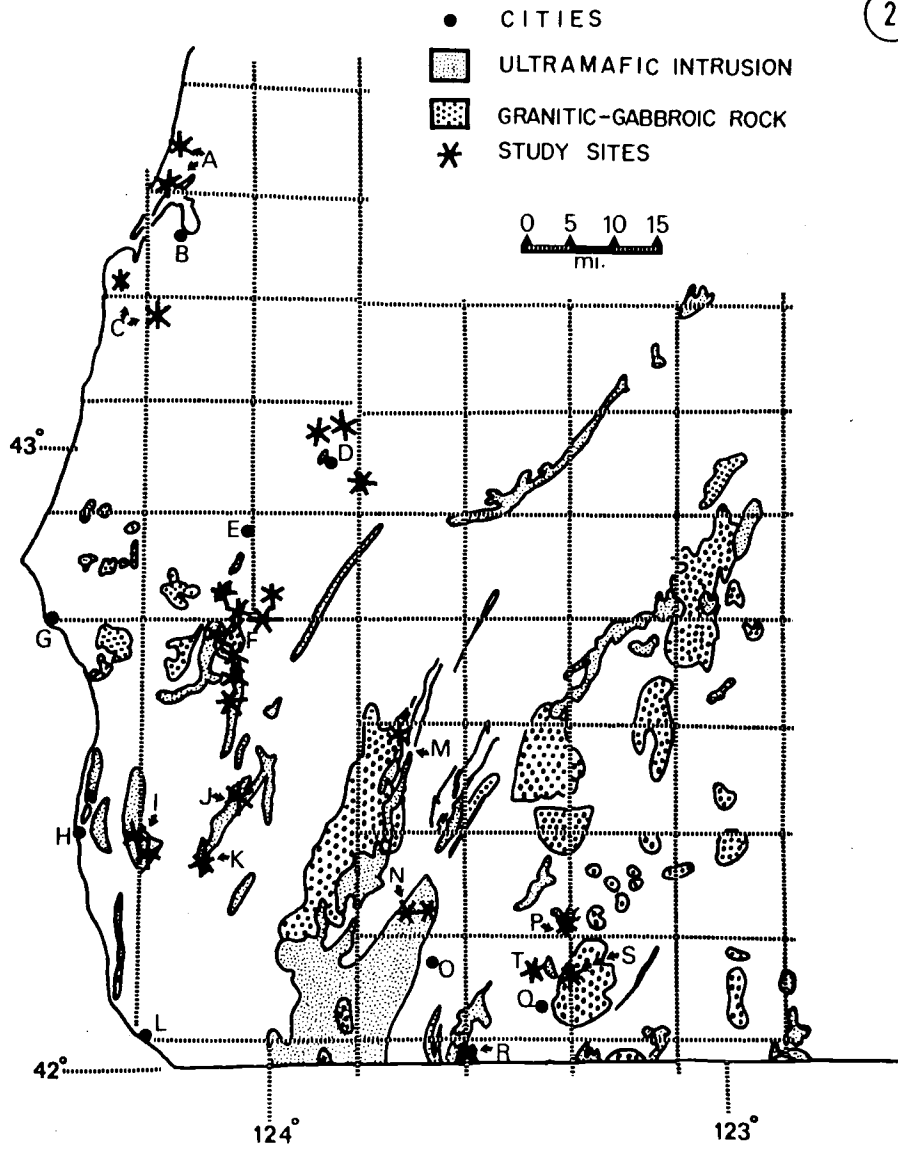 2
CITIES
ULTRAMAFIC INTRUSION
GRANITIC-GABBROIC ROCK
STUDY SITES
0 5 10 15
mi.
A
B
C
43°
D
E
G
F
M
J
I
H
K
N
P
O
T
S
Q
L
R
42°
124°
123°